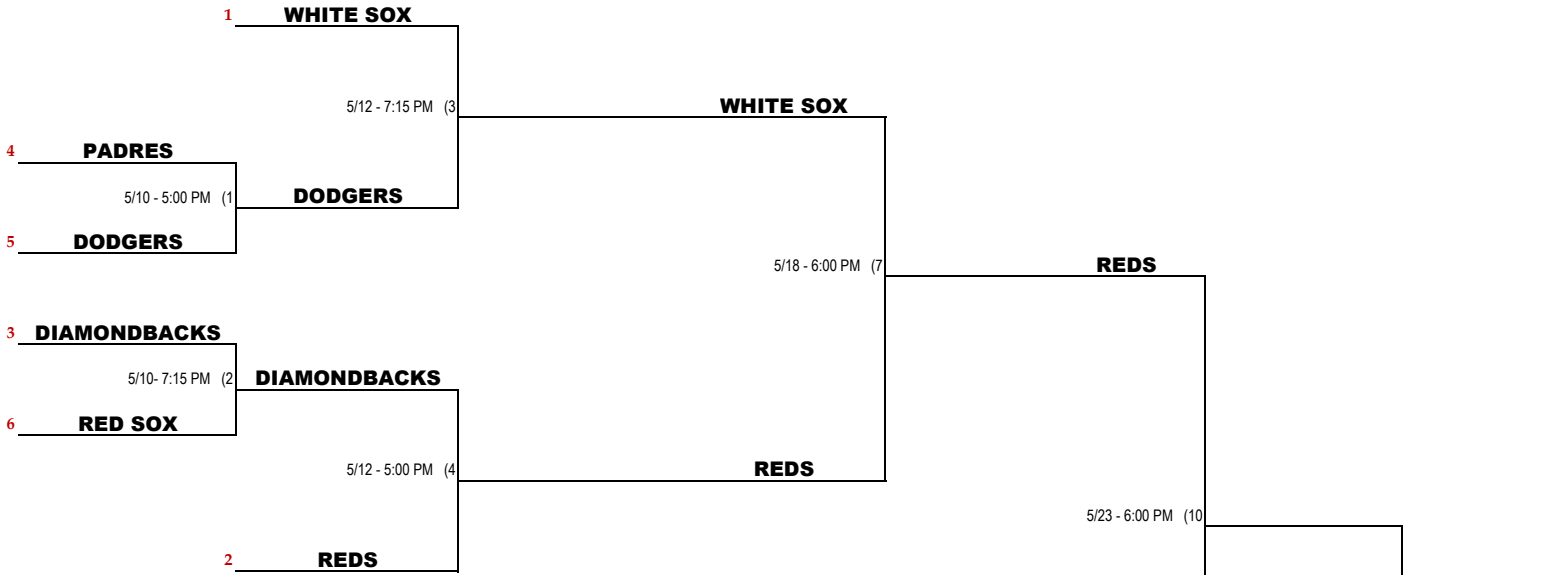 1 WHITE SOX
5/12 - 7:15 PM (3
WHITE SOX
4 PADRES
5/10 - 5:00 PM (1
DODGERS
5 DODGERS
5/18 - 6:00 PM (7
REDS
3 DIAMONDBACKS
5/10- 7:15 PM (2
DIAMONDBACKS
6 RED SOX
5/12 - 5:00 PM (4
REDS
5/23 - 6:00 PM (10
2 REDS